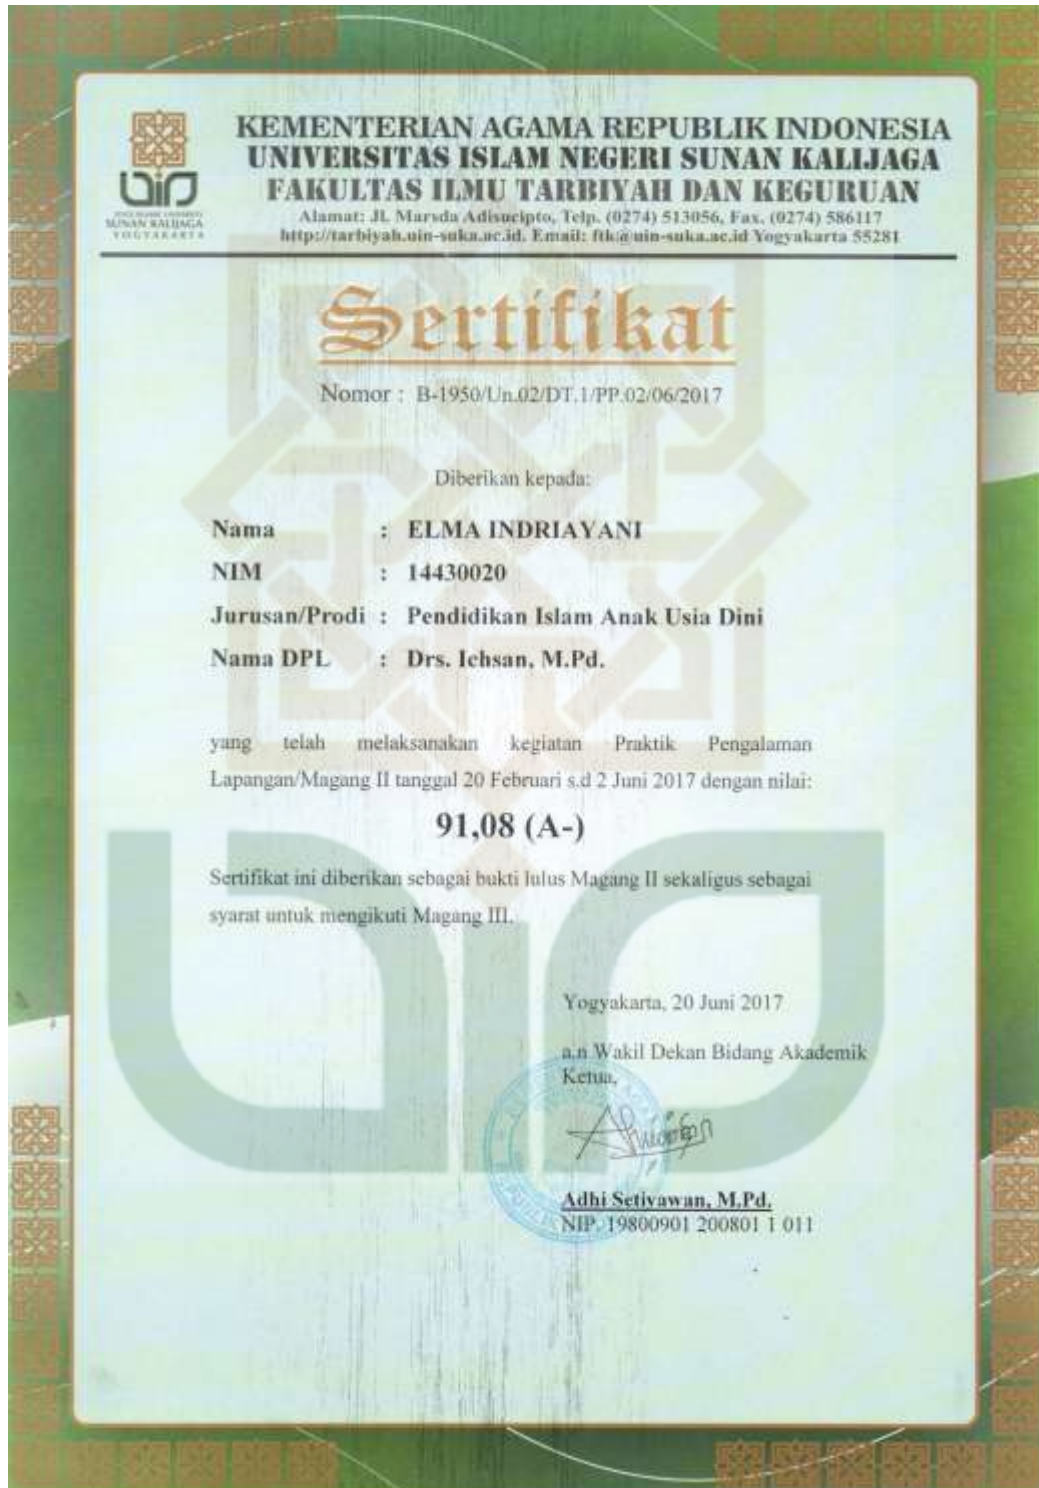 KEMENTERIAN AGAMA REPUBLIK INDONESIA
UNIVERSITAS ISLAM NEGERI SUNAN KALIJAGA
FAKULTAS ILMU TARBIYAH DAN KEGURUAN
Alamat: Jl. Marsda Adisucipto, Telp. (0274) 513056, Fax. (0274) 586117
http://tarbiyah.uin-suka.ac.id. Email: ftk@uin-suka.ac.id Yogyakarta 55281
UIN
STATE ISLAMIC UNIVERSITY
SUNAN KALIJAGA
YOGYAKARTA
Sertifikat
Nomor : B-1950/Un.02/DT.1/PP.02/06/2017
Diberikan kepada:
Nama : ELMA INDRIAYANI
NIM : 14430020
Jurusan/Prodi : Pendidikan Islam Anak Usia Dini
Nama DPL : Drs. Ichsan, M.Pd.
yang telah melaksanakan kegiatan Praktik Pengalaman
Lapangan/Magang II tanggal 20 Februari s.d 2 Juni 2017 dengan nilai:
91,08 (A-)
Sertifikat ini diberikan sebagai bukti lulus Magang II sekaligus sebagai
syarat untuk mengikuti Magang III.
Yogyakarta, 20 Juni 2017
a.n Wakil Dekan Bidang Akademik
Ketua,
Adhi Setiyawan, M.Pd.
NIP. 19800901 200801 1 011